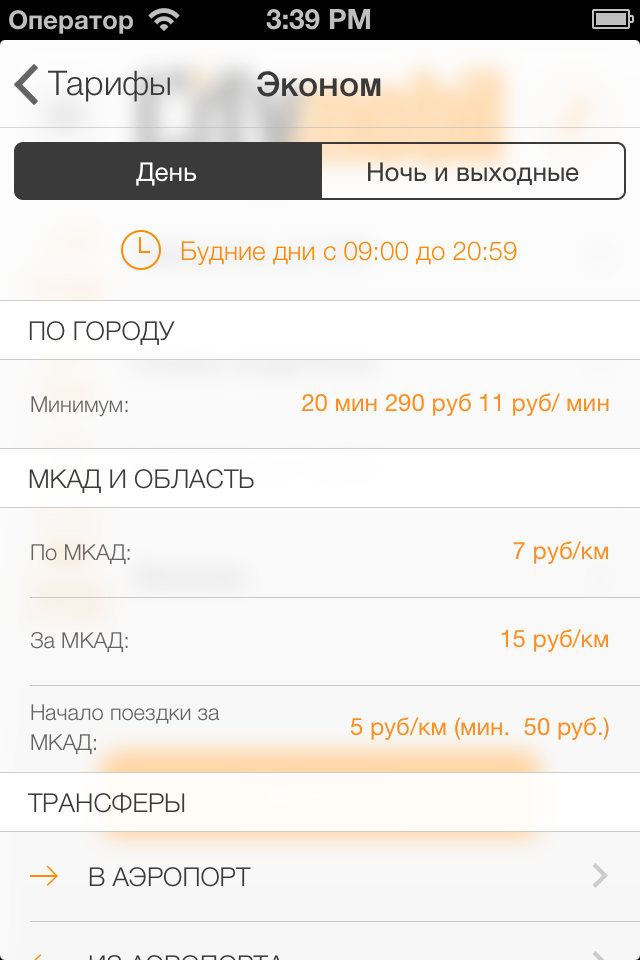 Оператор 3:39 PM
Тарифы Эконом
День Ночь и выходные
Будние дни с 09:00 до 20:59
ПО ГОРОДУ
Минимум: 20 мин 290 руб 11 руб/ мин
МКАД И ОБЛАСТЬ
По МКАД: 7 руб/км
За МКАД: 15 руб/км
Начало поездки за
МКАД: 5 руб/км (мин. 50 руб.)
ТРАНСФЕРЫ
В АЭРОПОРТ
ИЗ АЭРОПОРТА